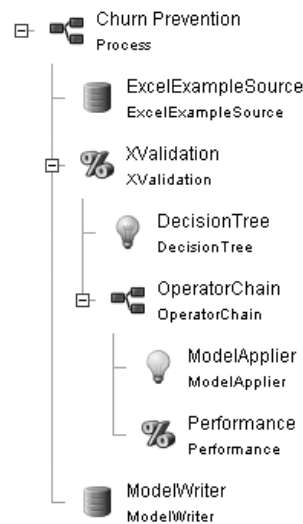 Churn Prevention
Process
ExcelExampleSource
ExcelExampleSource
XValidation
XValidation
DecisionTree
DecisionTree
OperatorChain
OperatorChain
ModelApplier
ModelApplier
Performance
Performance
ModelWriter
ModelWriter